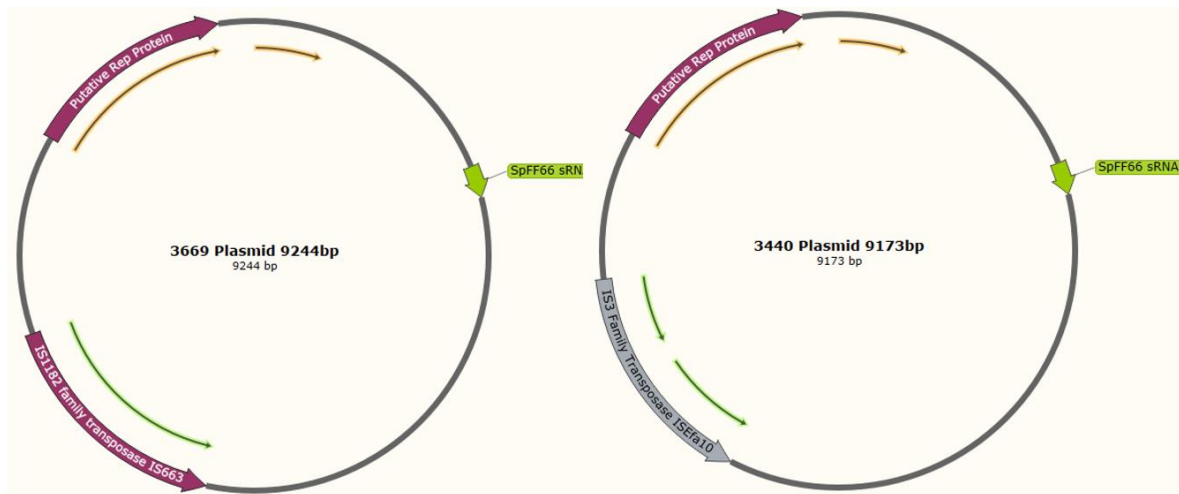 Putative Rep Protein
SpFF66 sRN
3669 Plasmid 9244bp
9244 bp
IS1182 family transposase IS663
Putative Rep Protein
SpFF66 sRNA
3440 Plasmid 9173bp
9173 bp
IS3 Family Transposase ISEfa10